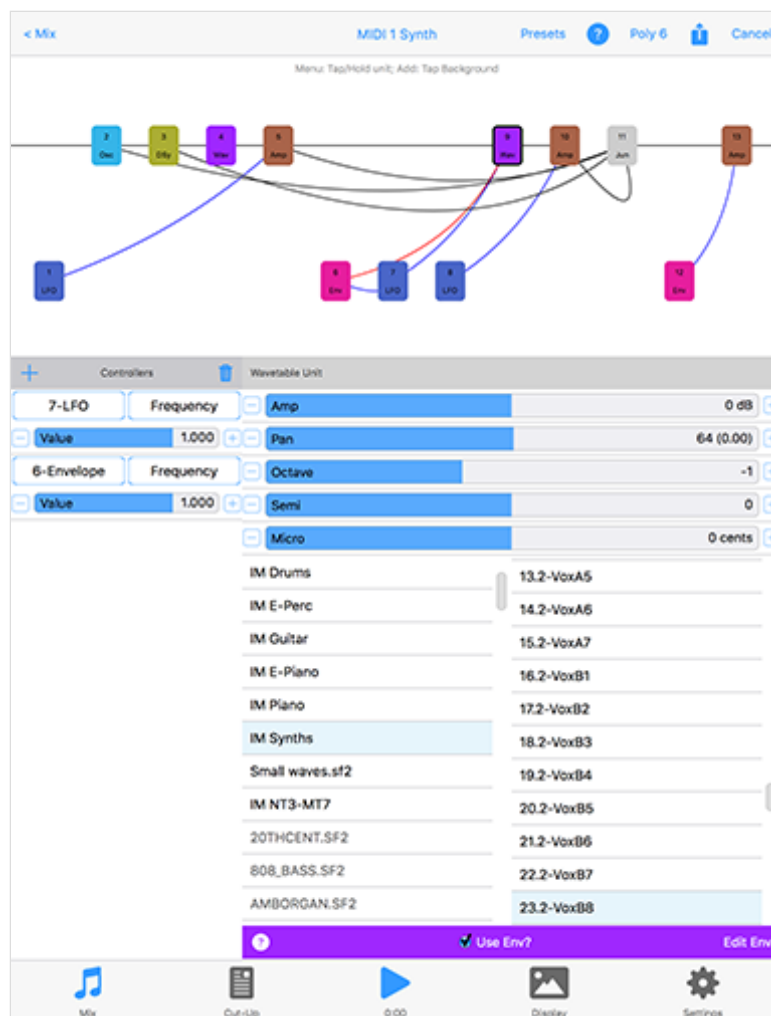 < Mix MIDI 1 Synth Presets ? Poly 6 Cancel
Menu: Tap/Hold unit; Add: Tap Background
2 3 4 5 9 10 11 13
Osc DSy Wav Amp Wav Amp Jun Amp
1 6 7 8 12
LFO Env LFO LFO Env
+ Controllers Wavetable Unit
7-LFO Frequency Amp 0 dB
Value 1.000 Pan 64 (0.00)
6-Envelope Frequency Octave -1
Value 1.000 Semi 0
Micro 0 cents
IM Drums 13.2-VoxA5
IM E-Perc 14.2-VoxA6
IM Guitar 15.2-VoxA7
IM E-Piano 16.2-VoxB1
IM Piano 17.2-VoxB2
IM Synths 18.2-VoxB3
Small waves.sf2 19.2-VoxB4
IM NT3-MT7 20.2-VoxB5
20THCENT.SF2 21.2-VoxB6
808_BASS.SF2 22.2-VoxB7
AMBORGAN.SF2 23.2-VoxB8
? Use Env? Edit Env
Mix Cut-Up 0:00 Display Settings